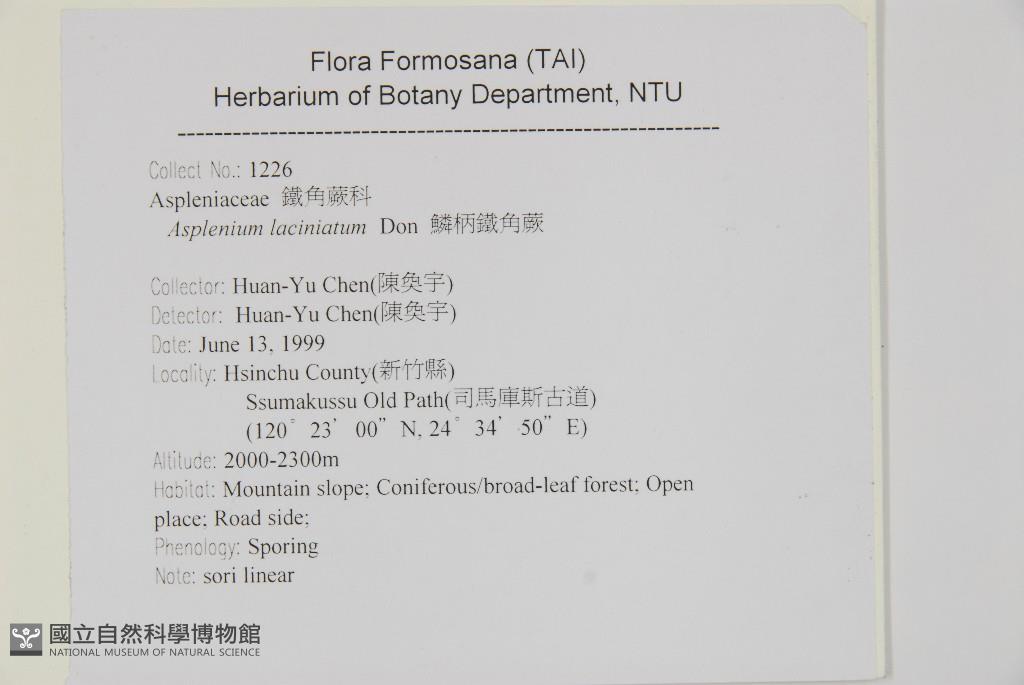 Flora Formosana (TAI)
Herbarium of Botany Department, NTU
------------------------------------------------------------
Collect No.: 1226
Aspleniaceae 鐵角蕨科
Asplenium laciniatum Don 鱗柄鐵角蕨
Collector: Huan-Yu Chen(陳奐宇)
Detector: Huan-Yu Chen(陳奐宇)
Date: June 13, 1999
Locality: Hsinchu County(新竹縣)
Ssumakussu Old Path(司馬庫斯古道)
(120° 23' 00" N, 24° 34' 50" E)
Altitude: 2000-2300m
Habitat: Mountain slope; Coniferous/broad-leaf forest; Open
place; Road side;
Phenology: Sporing
Note: sori linear
國立自然科學博物館
NATIONAL MUSEUM OF NATURAL SCIENCE